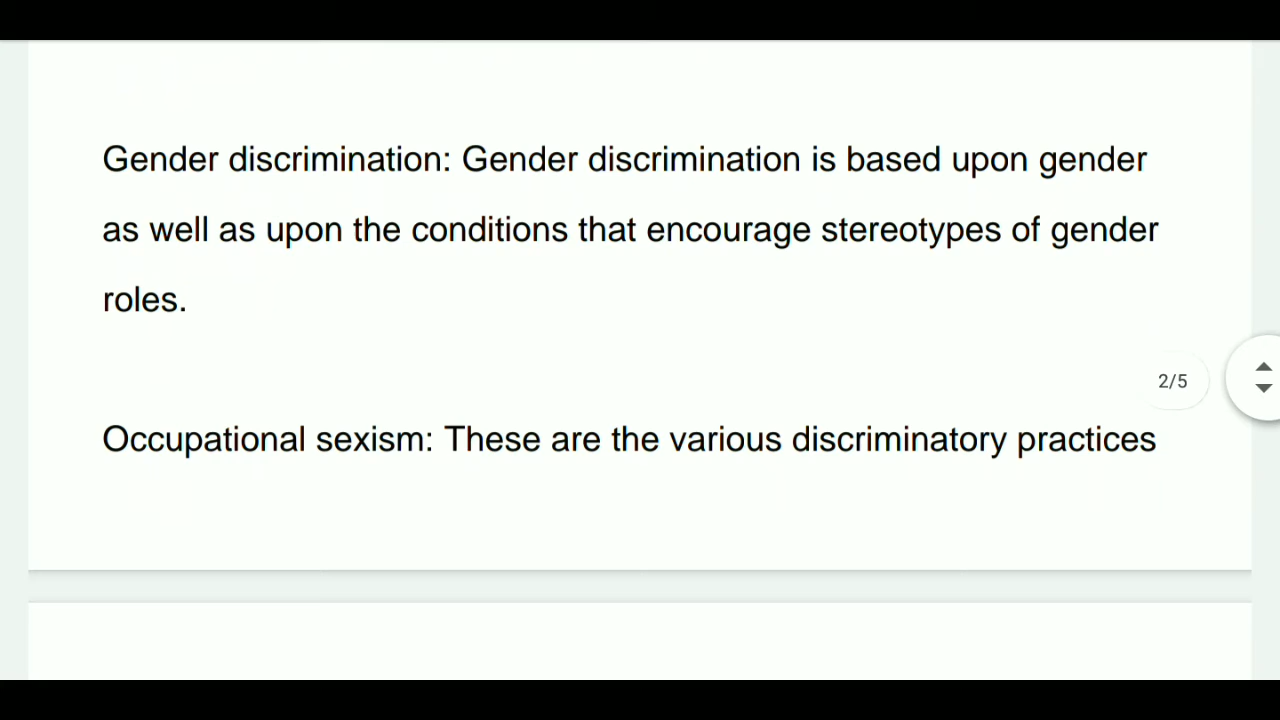 Gender discrimination: Gender discrimination is based upon gender
as well as upon the conditions that encourage stereotypes of gender
roles.
2/5
Occupational sexism: These are the various discriminatory practices